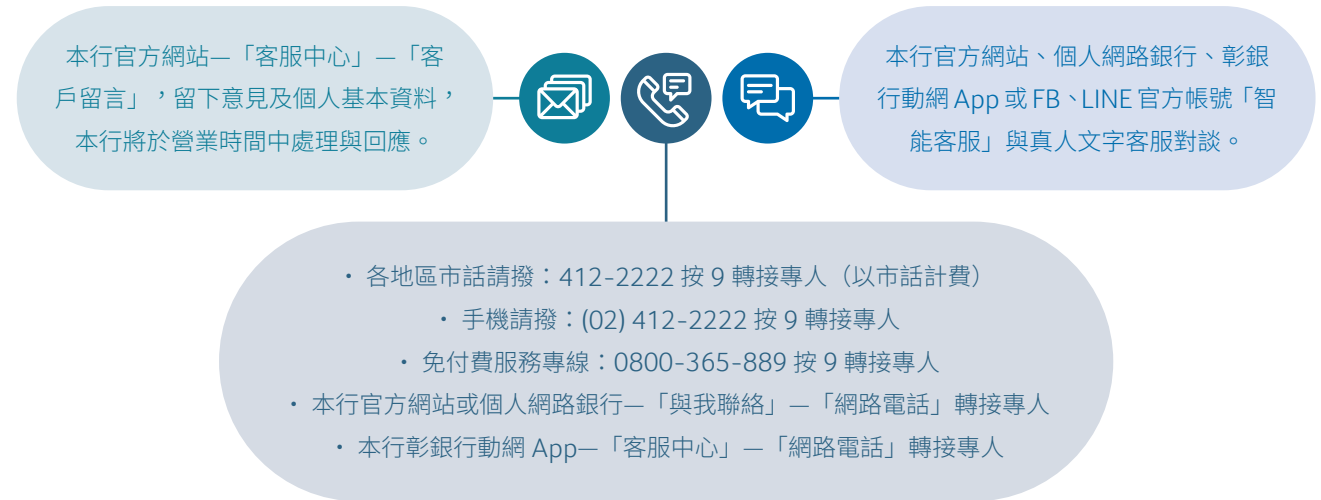 本行官方網站—「客服中心」—「客
戶留言」，留下意見及個人基本資料，
本行將於營業時間中處理與回應。
本行官方網站、個人網路銀行、彰銀
行動網 App 或 FB、LINE 官方帳號「智
能客服」與真人文字客服對談。
・各地區市話請撥：412-2222 按 9 轉接專人（以市話計費）
・手機請撥：(02) 412-2222 按 9 轉接專人
・免付費服務專線：0800-365-889 按 9 轉接專人
・本行官方網站或個人網路銀行—「與我聯絡」—「網路電話」轉接專人
・本行彰銀行動網 App—「客服中心」—「網路電話」轉接專人